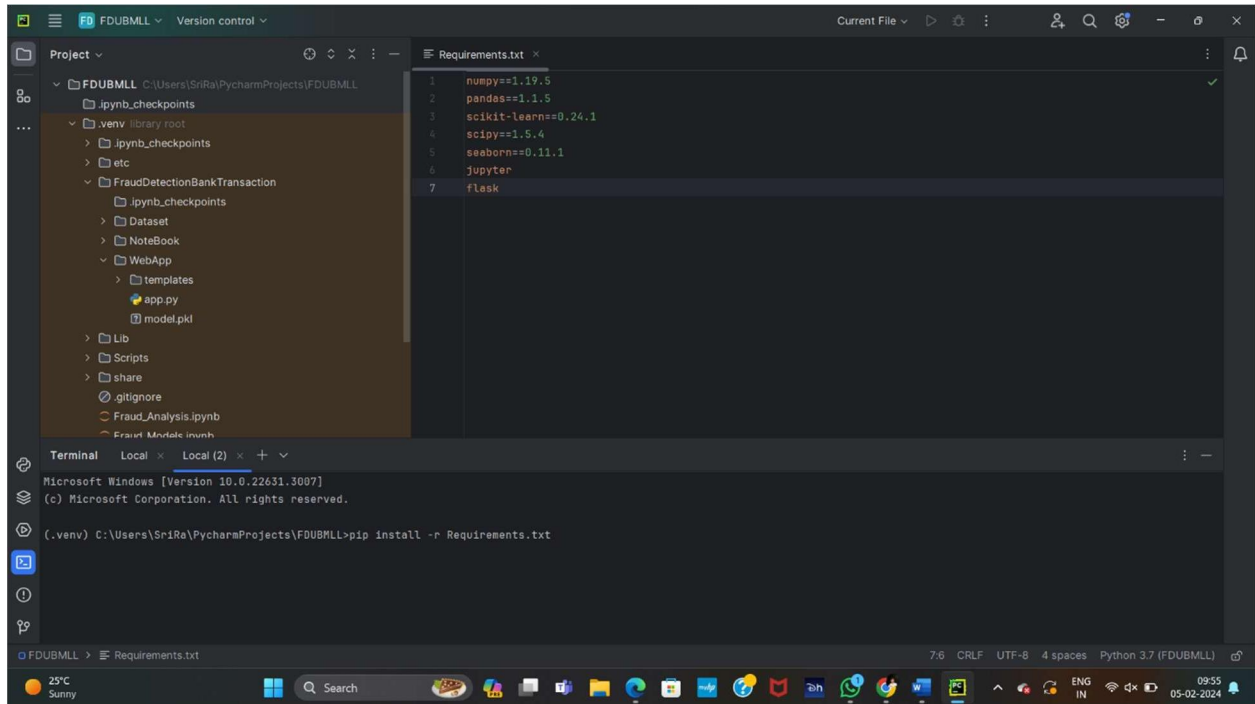 PC FD FDUBMLL Version control Current File
Project
Requirements.txt
FDUBMLL C:\Users\SriRa\PycharmProjects\FDUBMLL
.ipynb_checkpoints
.venv library root
.ipynb_checkpoints
etc
FraudDetectionBankTransaction
.ipynb_checkpoints
Dataset
NoteBook
WebApp
templates
app.py
model.pkl
Lib
Scripts
share
.gitignore
Fraud_Analysis.ipynb
Fraud_Models.ipynb
1 numpy==1.19.5
2 pandas==1.1.5
3 scikit-learn==0.24.1
4 scipy==1.5.4
5 seaborn==0.11.1
6 jupyter
7 flask
Terminal Local Local (2)
Microsoft Windows [Version 10.0.22631.3007]
(c) Microsoft Corporation. All rights reserved.
(.venv) C:\Users\SriRa\PycharmProjects\FDUBMLL>pip install -r Requirements.txt
FDUBMLL > Requirements.txt 7:6 CRLF UTF-8 4 spaces Python 3.7 (FDUBMLL)
25°C
Sunny
Search
ENG
IN
09:55
05-02-2024